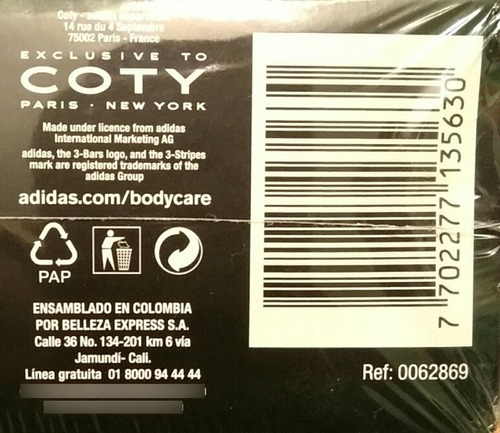 14 rue du 4 Septembre
75002 Paris - France
EXCLUSIVE TO
COTY
PARIS · NEW YORK
Made under licence from adidas
International Marketing AG
adidas, the 3-Bars logo, and the 3-Stripes
mark are registered trademarks of the
adidas Group
adidas.com/bodycare
PAP
ENSAMBLADO EN COLOMBIA
POR BELLEZA EXPRESS S.A.
Calle 36 No. 134-201 km 6 vía
Jamundí- Cali.
Línea gratuita 01 8000 94 44 44
7 702277 135630
Ref: 0062869